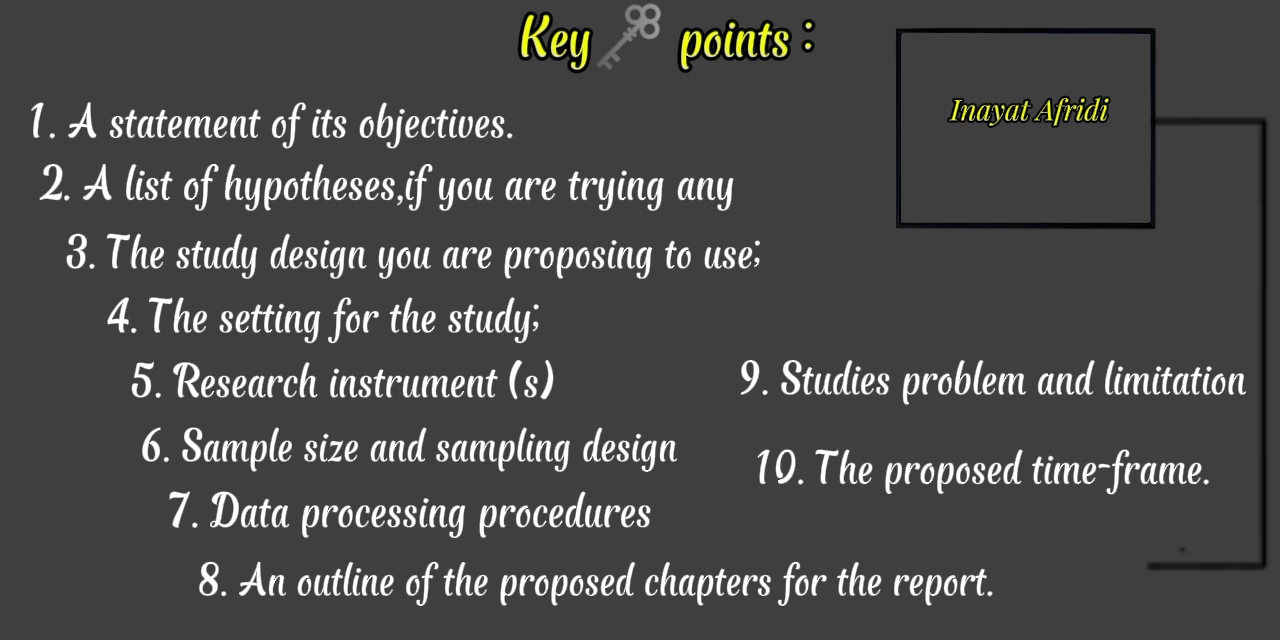 Key points :
Inayat Afridi
1. A statement of its objectives.
2. A list of hypotheses,if you are trying any
3. The study design you are proposing to use;
4. The setting for the study;
5. Research instrument (s)
6. Sample size and sampling design
7. Data processing procedures
8. An outline of the proposed chapters for the report.
9. Studies problem and limitation
10. The proposed time-frame.